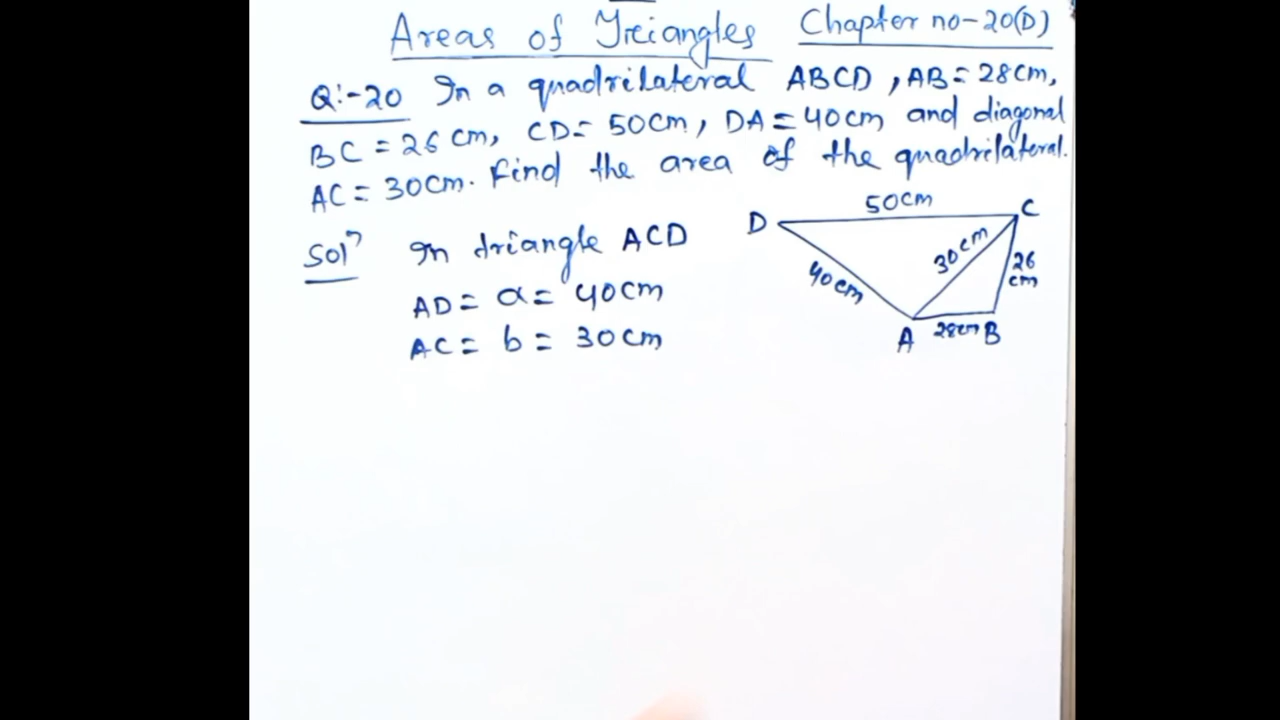 Areas of Treiangles Chapter no-20(D)
Q:-20 In a quadrilateral ABCD, AB = 28cm,
BC = 26 cm, CD = 50cm, DA = 40cm and diagonal
AC = 30cm. Find the area of the quadrilateral.
Solⁿ In triangle ACD
AD = a = 40cm
AC = b = 30cm
D 50cm C
40cm 30cm 26 cm
A 28cm B